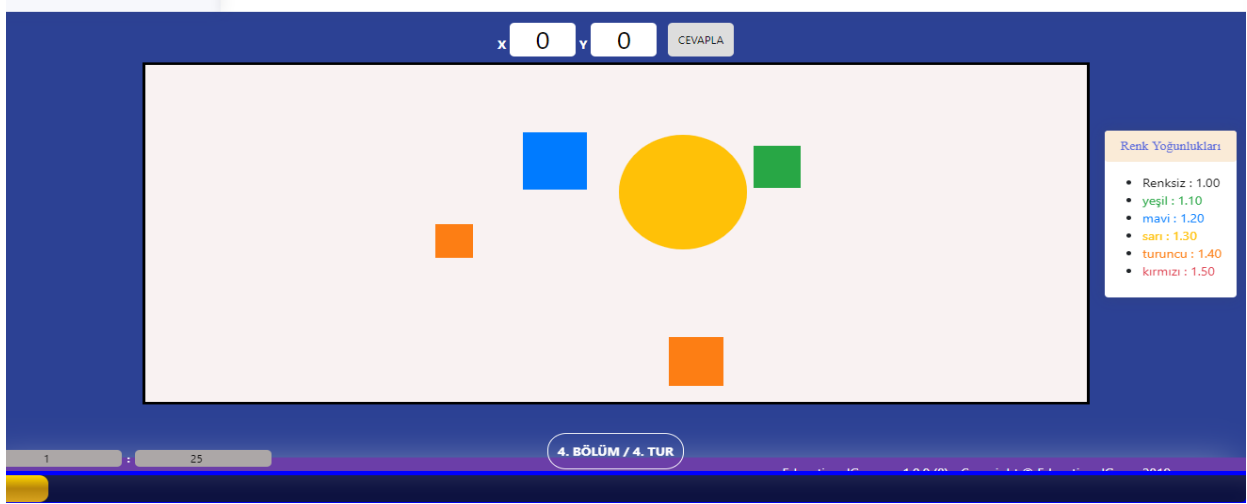 X 0 Y 0 CEVAPLA
Renk Yoğunlukları
Renksiz : 1.00
yeşil : 1.10
mavi : 1.20
sarı : 1.30
turuncu : 1.40
kırmızı : 1.50
4. BÖLÜM / 4. TUR
1 : 25